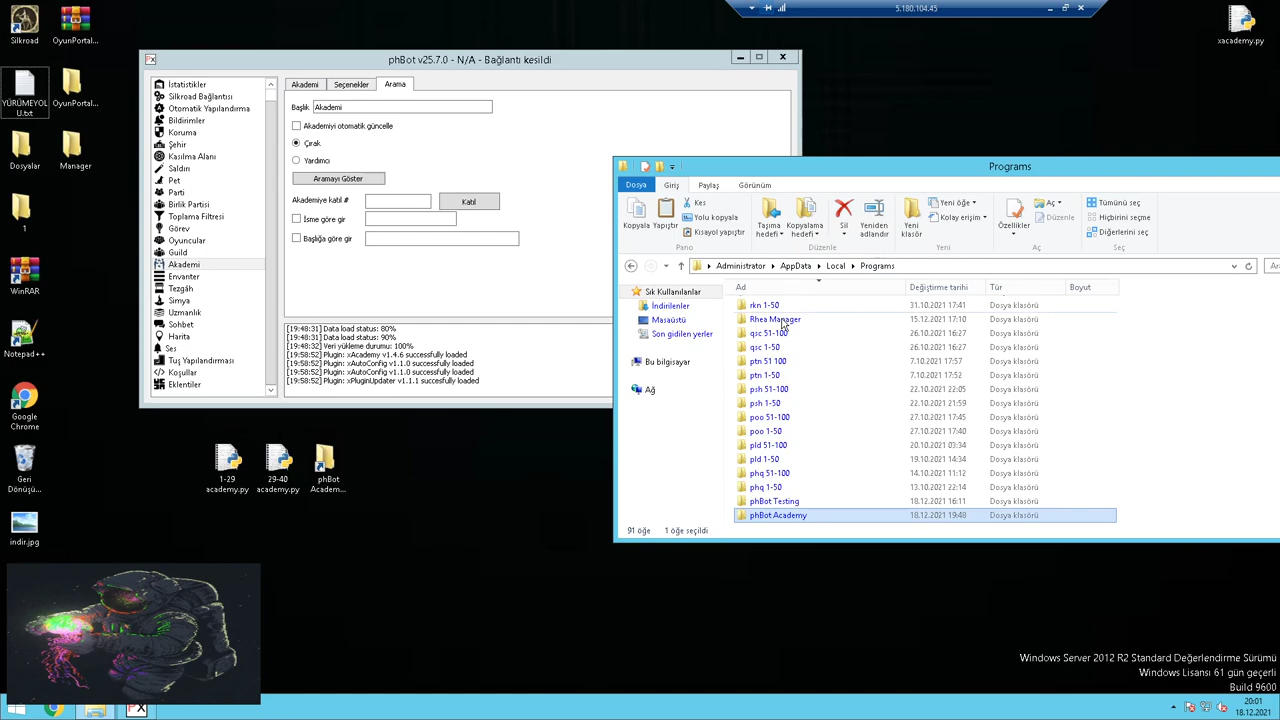 5.180.104.45
Silkroad
OyunPortal...
xacademy.py
YÜRÜMEYOL
U.txt
OyunPortal...
Dosyalar
Manager
1
WinRAR
Notepad++
Google
Chrome
Geri
Dönüşü...
indir.jpg
1-29
academy.py
29-40
academy.py
phBot
Academ...
phBot v25.7.0 - N/A - Bağlantı kesildi
İstatistikler
Silkroad Bağlantısı
Otomatik Yapılandırma
Bildirimler
Koruma
Şehir
Kasılma Alanı
Saldırı
Pet
Parti
Birlik Partisi
Toplama Filtresi
Görev
Oyuncular
Guild
Akademi
Envanter
Tezgâh
Simya
Uzmanlık
Sohbet
Harita
Ses
Tuş Yapılandırması
Koşullar
Eklentiler
Akademi Seçenekler Arama
Başlık Akademi
Akademiyi otomatik güncelle
Çırak
Yardımcı
Aramayı Göster
Akademiye katıl # Katıl
İsme göre gir
Başlığa göre gir
[19:48:31] Data load status: 80%
[19:48:31] Data load status: 90%
[19:48:32] Veri yükleme durumu: 100%
[19:58:52] Plugin: xAcademy v1.4.6 successfully loaded
[19:58:52] Plugin: xAutoConfig v1.1.0 successfully loaded
[19:58:52] Plugin: xAutoConfig v1.1.0 successfully loaded
[19:58:52] Plugin: xPluginUpdater v1.1.1 successfully loaded
Programs
Dosya Giriş Paylaş Görünüm
Kopyala Yapıştır
Kes
Yolu kopyala
Kısayol yapıştır
Pano
Taşıma
hedefi
Kopyalama
hedefi
Sil
Yeniden
adlandır
Düzenle
Yeni
klasör
Yeni öğe
Kolay erişim
Yeni
Özellikler
Aç
Düzenle
Aç
Tümünü seç
Hiçbirini seçme
Diğerlerini seç
Seç
Administrator AppData Local Programs
Sık Kullanılanlar
İndirilenler
Masaüstü
Son gidilen yerler
Bu bilgisayar
Ağ
Ad Değiştirme tarihi Tür Boyut
rkn 1-50 31.10.2021 17:41 Dosya klasörü
Rhea Manager 15.12.2021 17:10 Dosya klasörü
qsc 51-100 26.10.2021 16:27 Dosya klasörü
qsc 1-50 26.10.2021 16:27 Dosya klasörü
ptn 51 100 7.10.2021 17:57 Dosya klasörü
ptn 1-50 7.10.2021 17:52 Dosya klasörü
psh 51-100 22.10.2021 22:05 Dosya klasörü
psh 1-50 22.10.2021 21:59 Dosya klasörü
poo 51-100 27.10.2021 17:45 Dosya klasörü
poo 1-50 27.10.2021 17:40 Dosya klasörü
pld 51-100 20.10.2021 03:34 Dosya klasörü
pld 1-50 19.10.2021 14:34 Dosya klasörü
phq 51-100 14.10.2021 11:12 Dosya klasörü
phq 1-50 13.10.2021 22:14 Dosya klasörü
phBot Testing 18.12.2021 16:11 Dosya klasörü
phBot Academy 18.12.2021 19:48 Dosya klasörü
91 öğe 1 öğe seçildi
Windows Server 2012 R2 Standard Değerlendirme Sürümü
Windows Lisansı 61 gün geçerli
Build 9600
20:01
18.12.2021